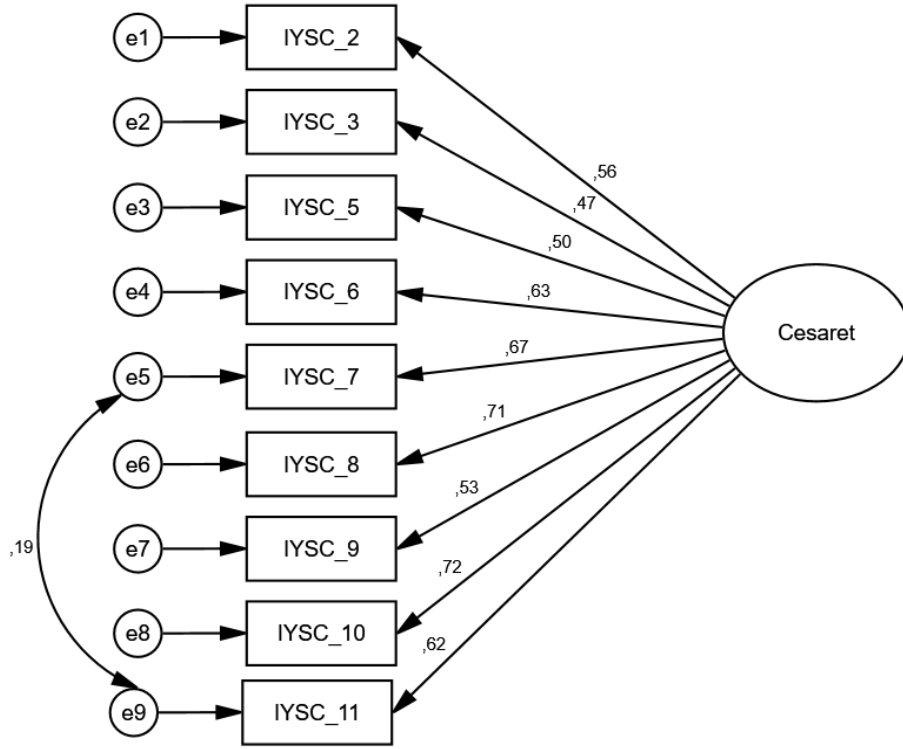 e1
IYSC_2
e2
IYSC_3
,56
,47
e3
IYSC_5
,50
e4
IYSC_6
,63
Cesaret
e5
IYSC_7
,67
e6
IYSC_8
,71
e7
IYSC_9
,53
,19
e8
IYSC_10
,72
,62
e9
IYSC_11